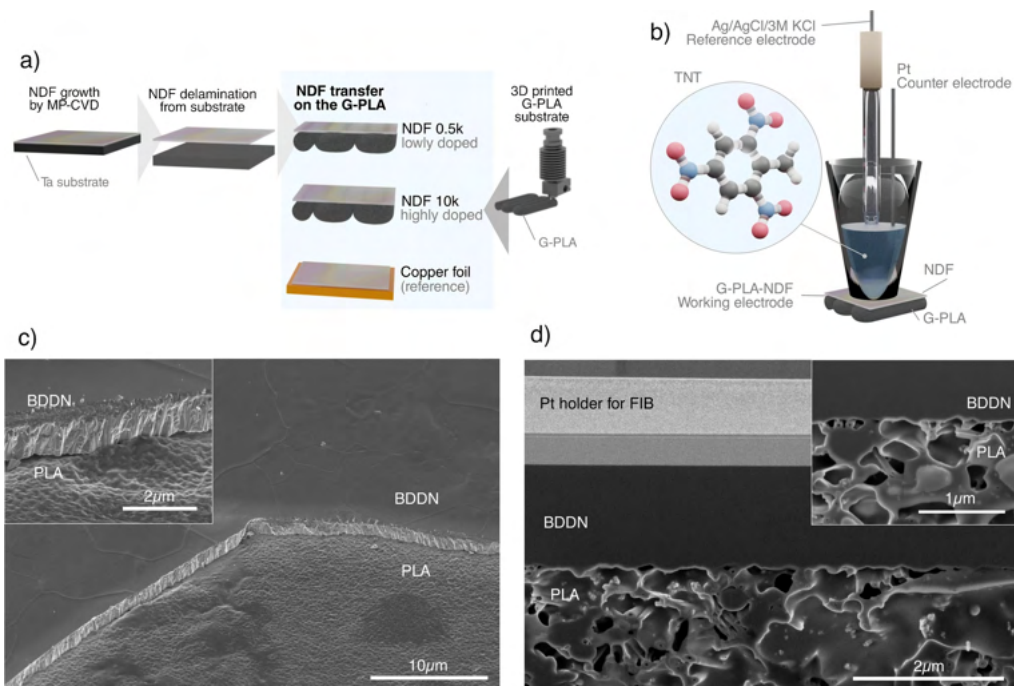 a)
NDF growth
by MP-CVD
Ta substrate
NDF delamination
from substrate
NDF transfer
on the G-PLA
NDF 0.5k
lowly doped
NDF 10k
highly doped
Copper foil
(reference)
3D printed
G-PLA
substrate
G-PLA
b)
Ag/AgCl/3M KCl
Reference electrode
Pt
Counter electrode
TNT
NDF
G-PLA-NDF
Working electrode
G-PLA
c)
BDDN
PLA
2µm
BDDN
PLA
10µm
d)
Pt holder for FIB
BDDN
PLA
1µm
BDDN
PLA
2µm